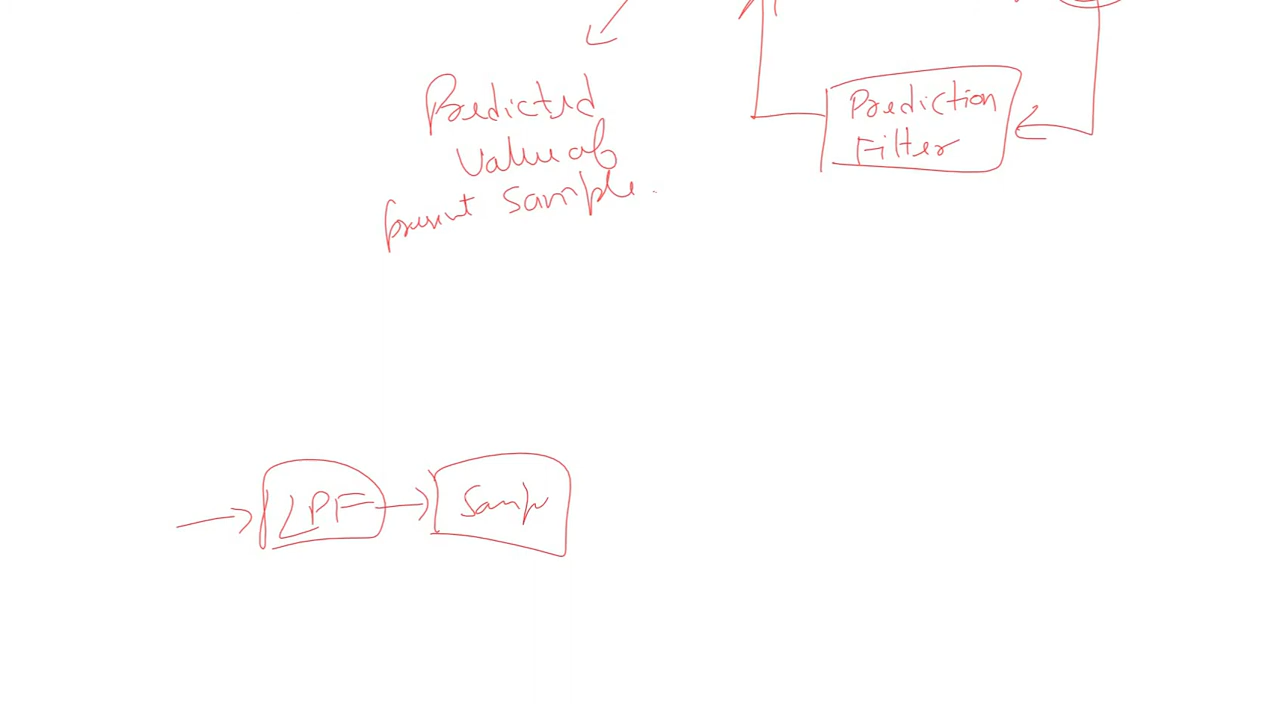 Predicted
Value of
present Sample.
Prediction
Filter
LPF
Samp